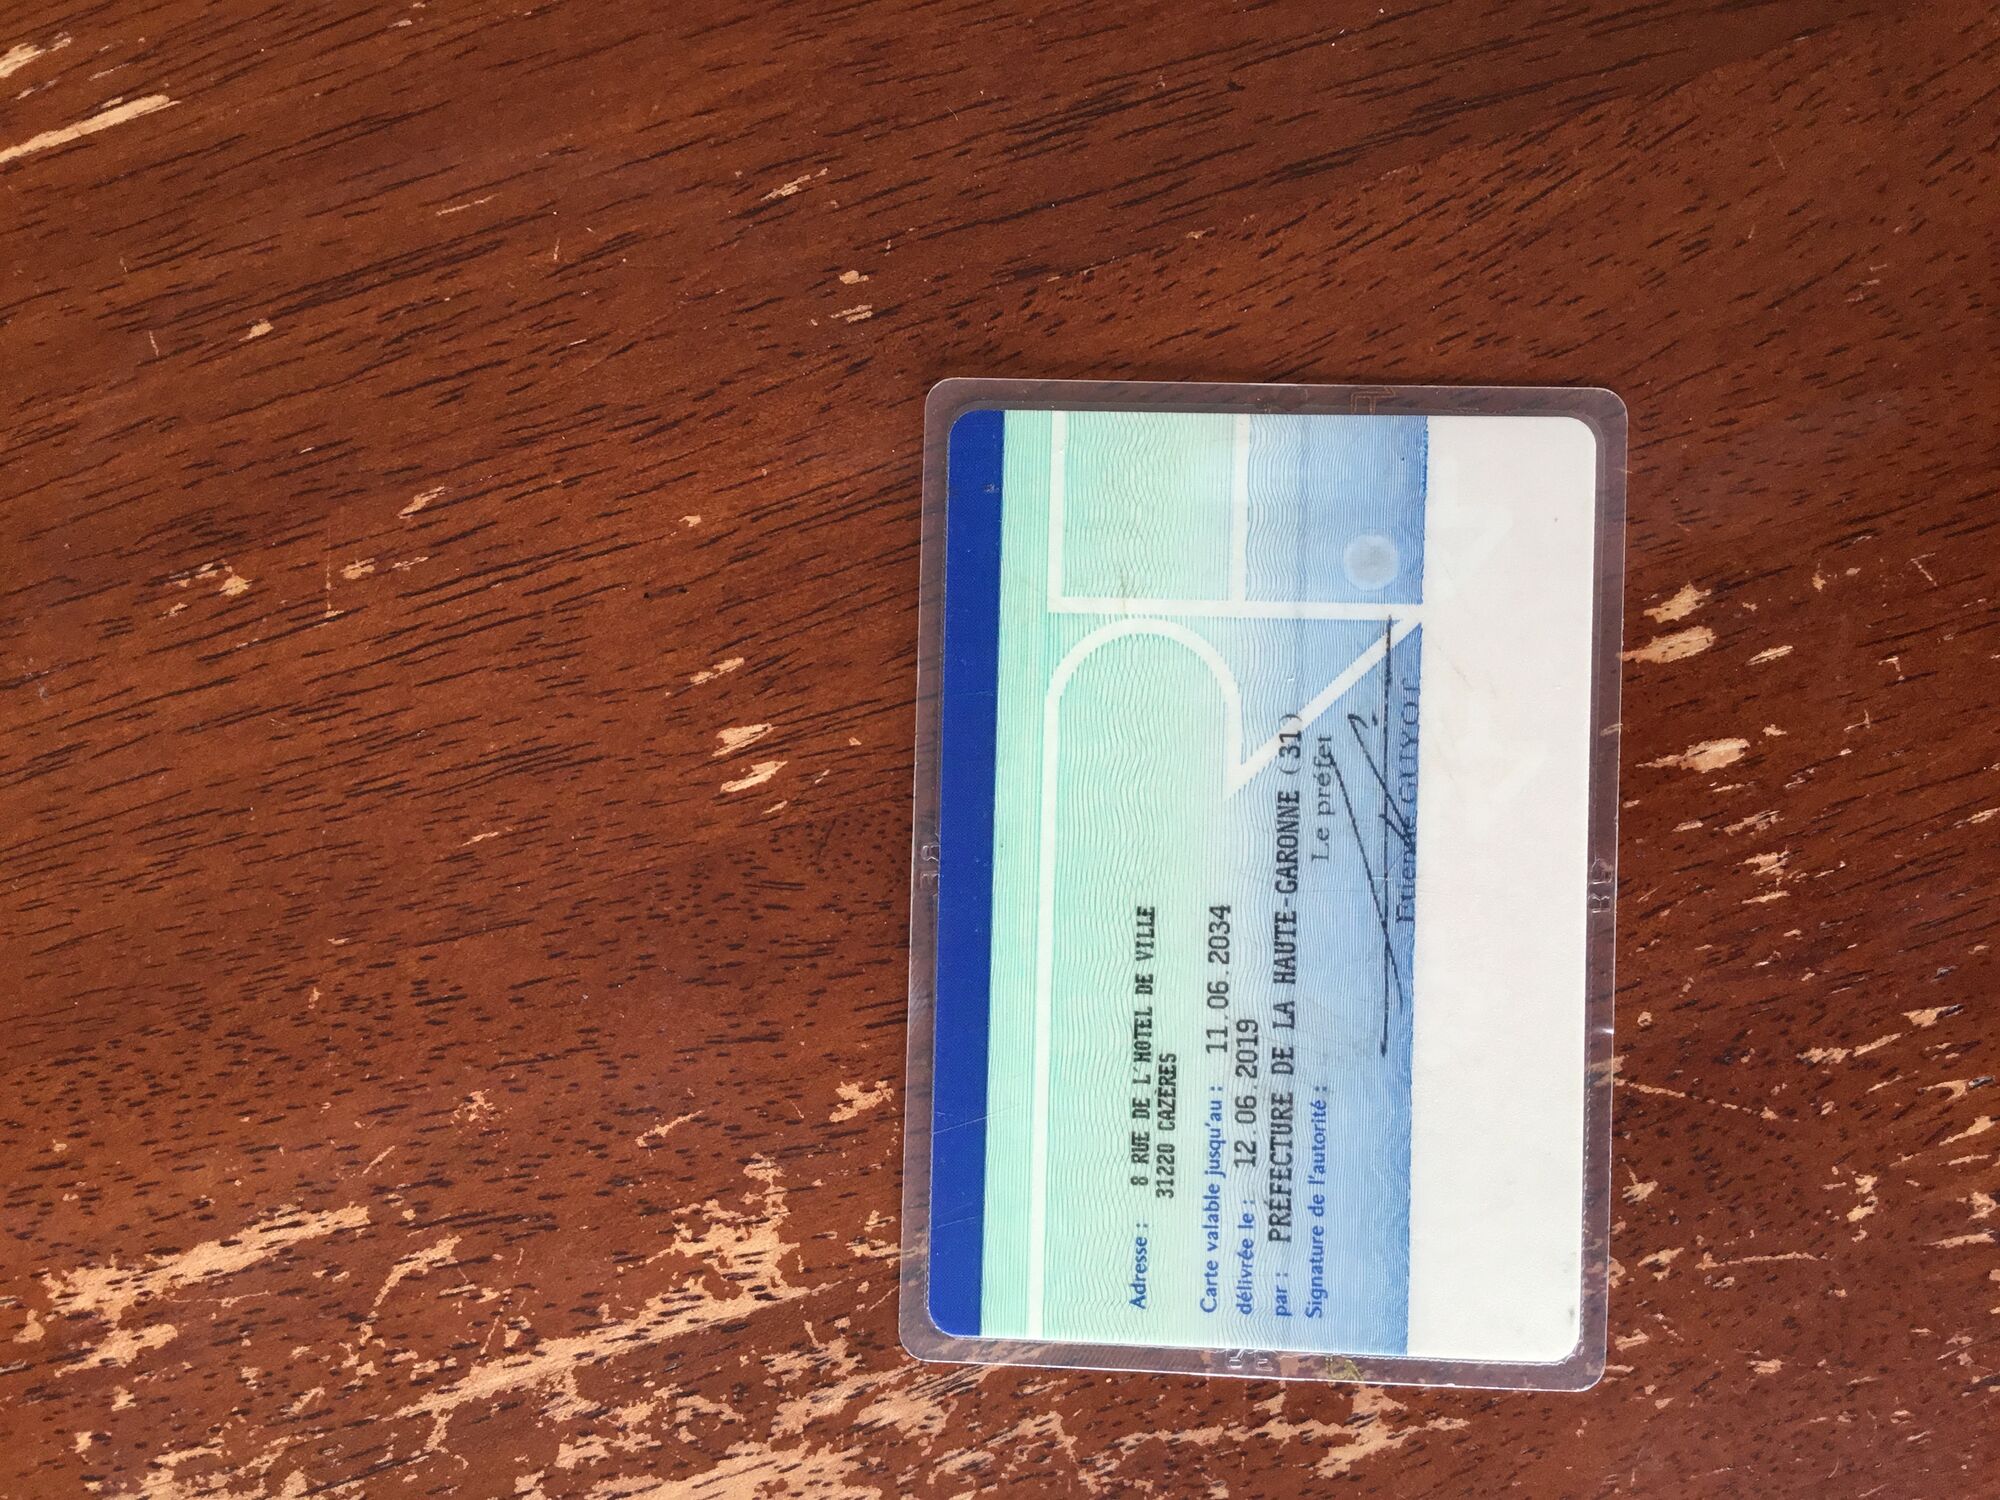 Adresse : 8 RUE DE L'HOTEL DE VILLE
31220 CAZERES
Carte valable jusqu'au : 11.06.2034
délivrée le : 12.06.2019
par : PRÉFECTURE DE LA HAUTE-GARONNE (31)
Signature de l'autorité :
Le préfet
Etienne GUYOT